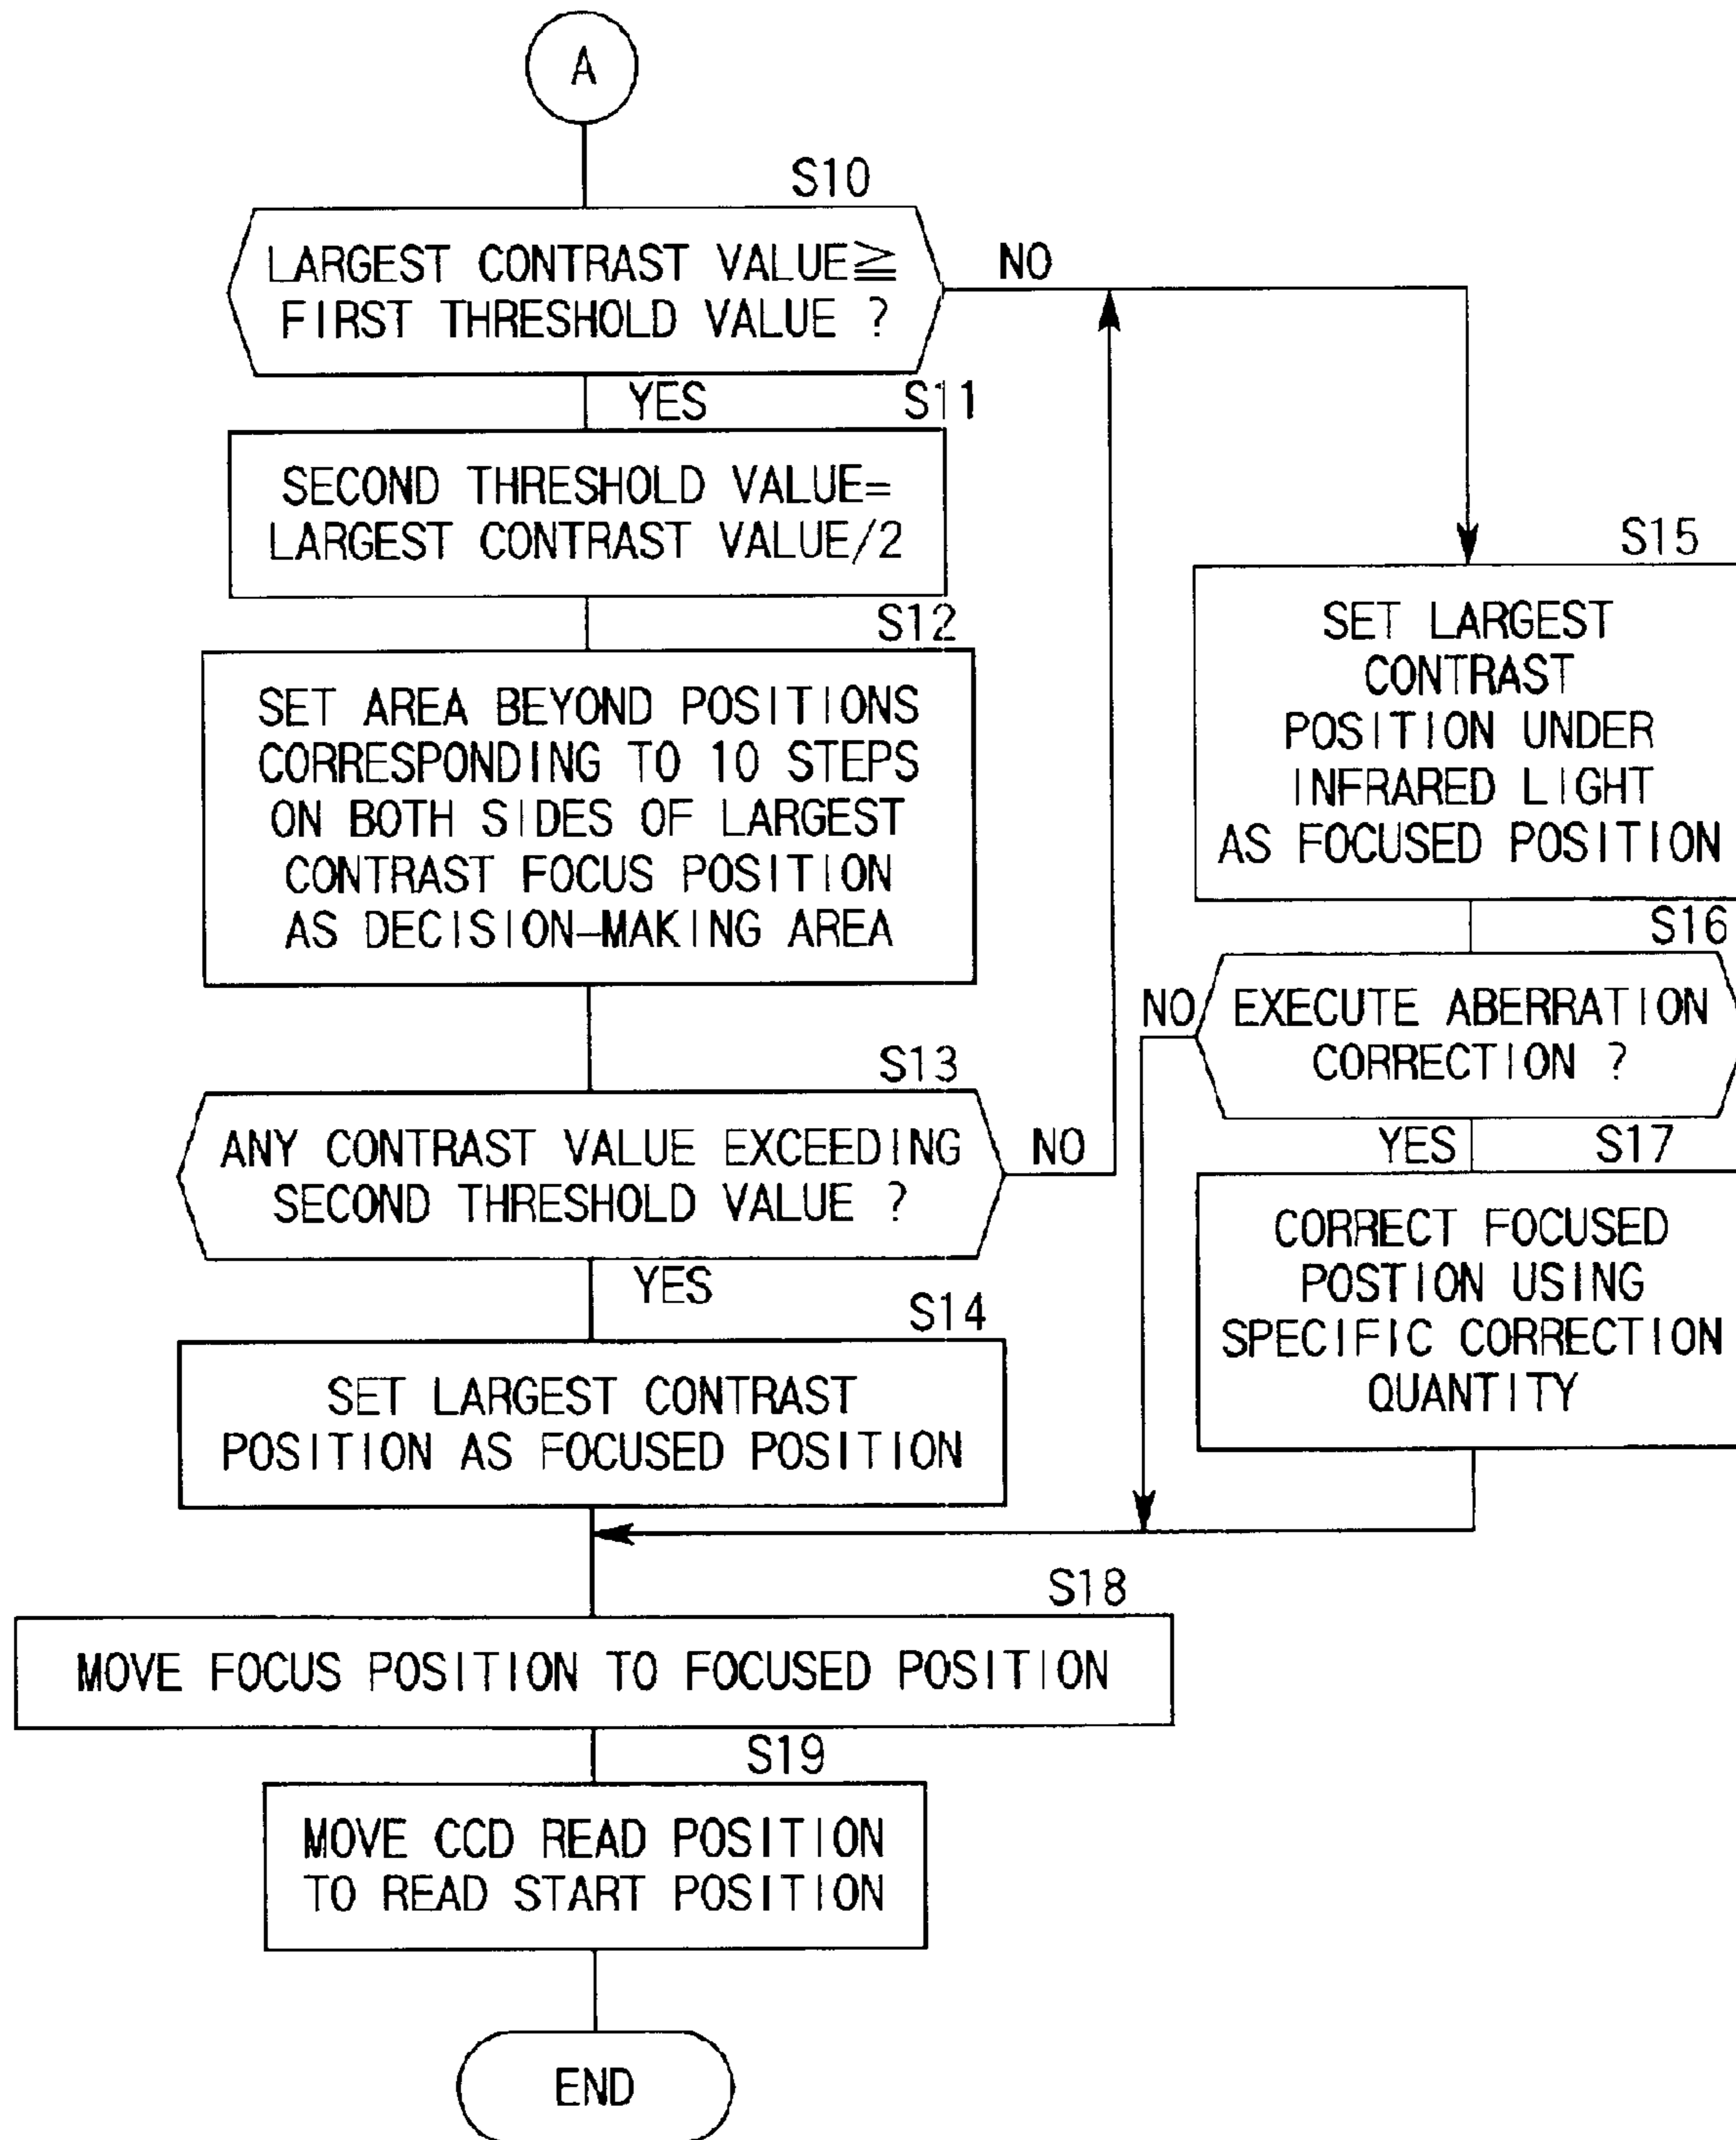 A
S10
LARGEST CONTRAST VALUE≧
FIRST THRESHOLD VALUE ?
NO
YES
S11
SECOND THRESHOLD VALUE=
LARGEST CONTRAST VALUE/2
S12
SET AREA BEYOND POSITIONS
CORRESPONDING TO 10 STEPS
ON BOTH SIDES OF LARGEST
CONTRAST FOCUS POSITION
AS DECISION-MAKING AREA
S13
ANY CONTRAST VALUE EXCEEDING
SECOND THRESHOLD VALUE ?
NO
YES
S14
SET LARGEST CONTRAST
POSITION AS FOCUSED POSITION
S15
SET LARGEST
CONTRAST
POSITION UNDER
INFRARED LIGHT
AS FOCUSED POSITION
S16
NO
EXECUTE ABERRATION
CORRECTION ?
YES
S17
CORRECT FOCUSED
POSTION USING
SPECIFIC CORRECTION
QUANTITY
S18
MOVE FOCUS POSITION TO FOCUSED POSITION
S19
MOVE CCD READ POSITION
TO READ START POSITION
END